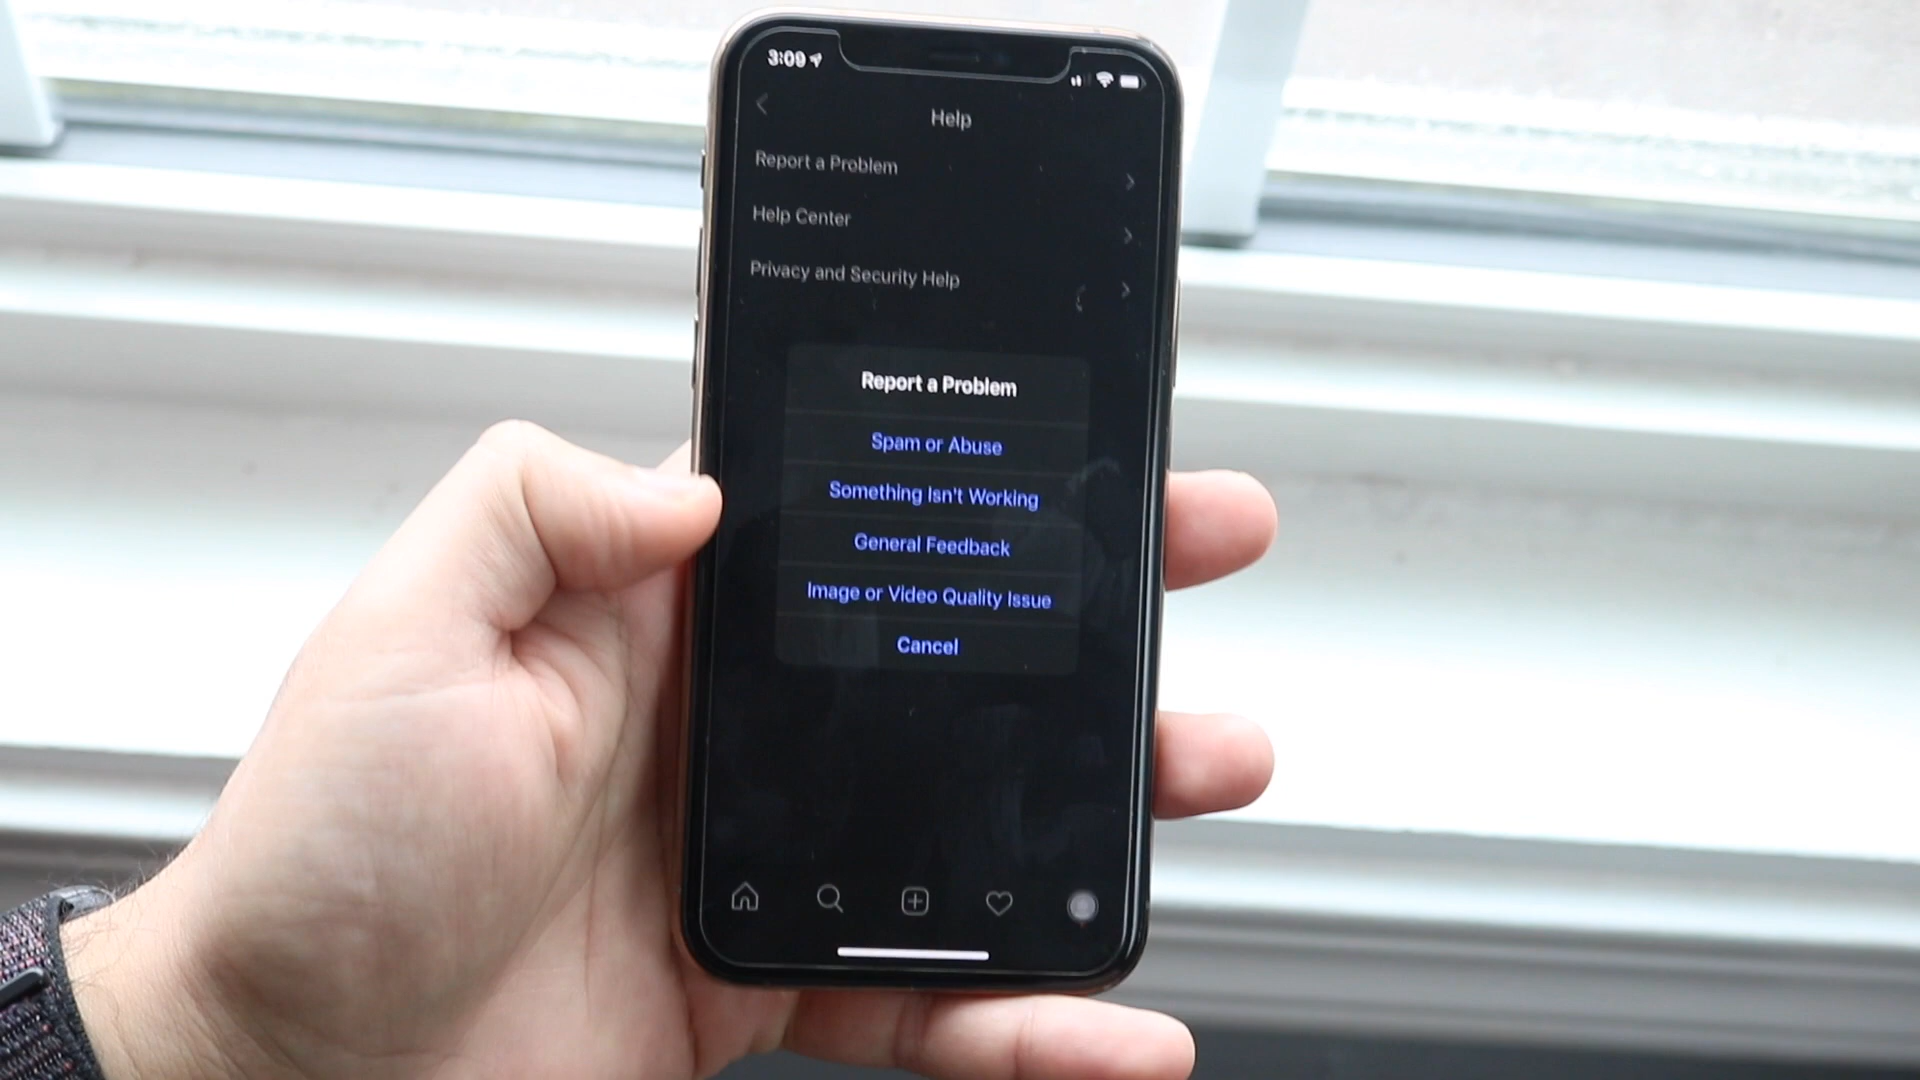 3:09
Help
Report a Problem
Help Center
Privacy and Security Help
Report a Problem
Spam or Abuse
Something Isn't Working
General Feedback
Image or Video Quality Issue
Cancel